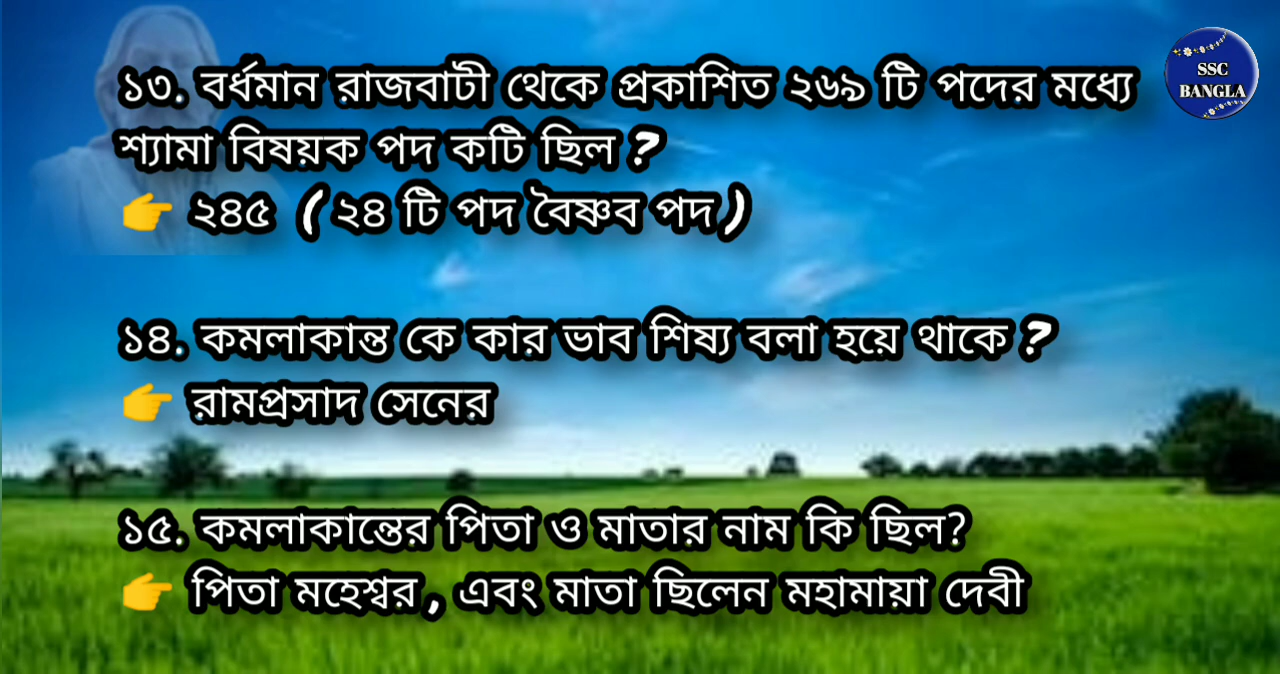 ১৩. বর্ধমান রাজবাটী থেকে প্রকাশিত ২৬৯ টি পদের মধ্যে
শ্যামা বিষয়ক পদ কটি ছিল ?
👉 ২৪৫ ( ২৪ টি পদ বৈষ্ণব পদ )
১৪. কমলাকান্ত কে কার ভাব শিষ্য বলা হয়ে থাকে ?
👉 রামপ্রসাদ সেনের
১৫. কমলাকান্তের পিতা ও মাতার নাম কি ছিল?
👉 পিতা মহেশ্বর , এবং মাতা ছিলেন মহামায়া দেবী
SSC
BANGLA